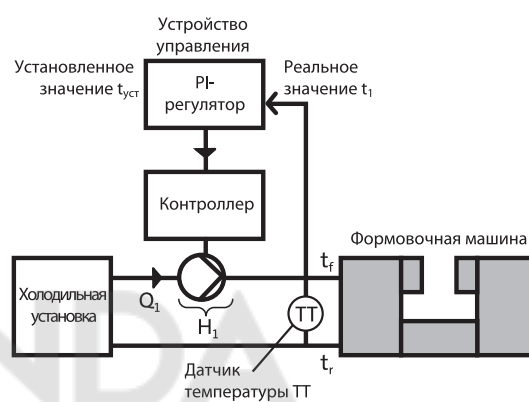 Устройство
управления
Установленное
значение tуст
PI-
регулятор
Реальное
значение t1
Контроллер
Формовочная машина
tf
Холодильная
установка
Q1
H1
TT
tr
Датчик
температуры TT
NDA